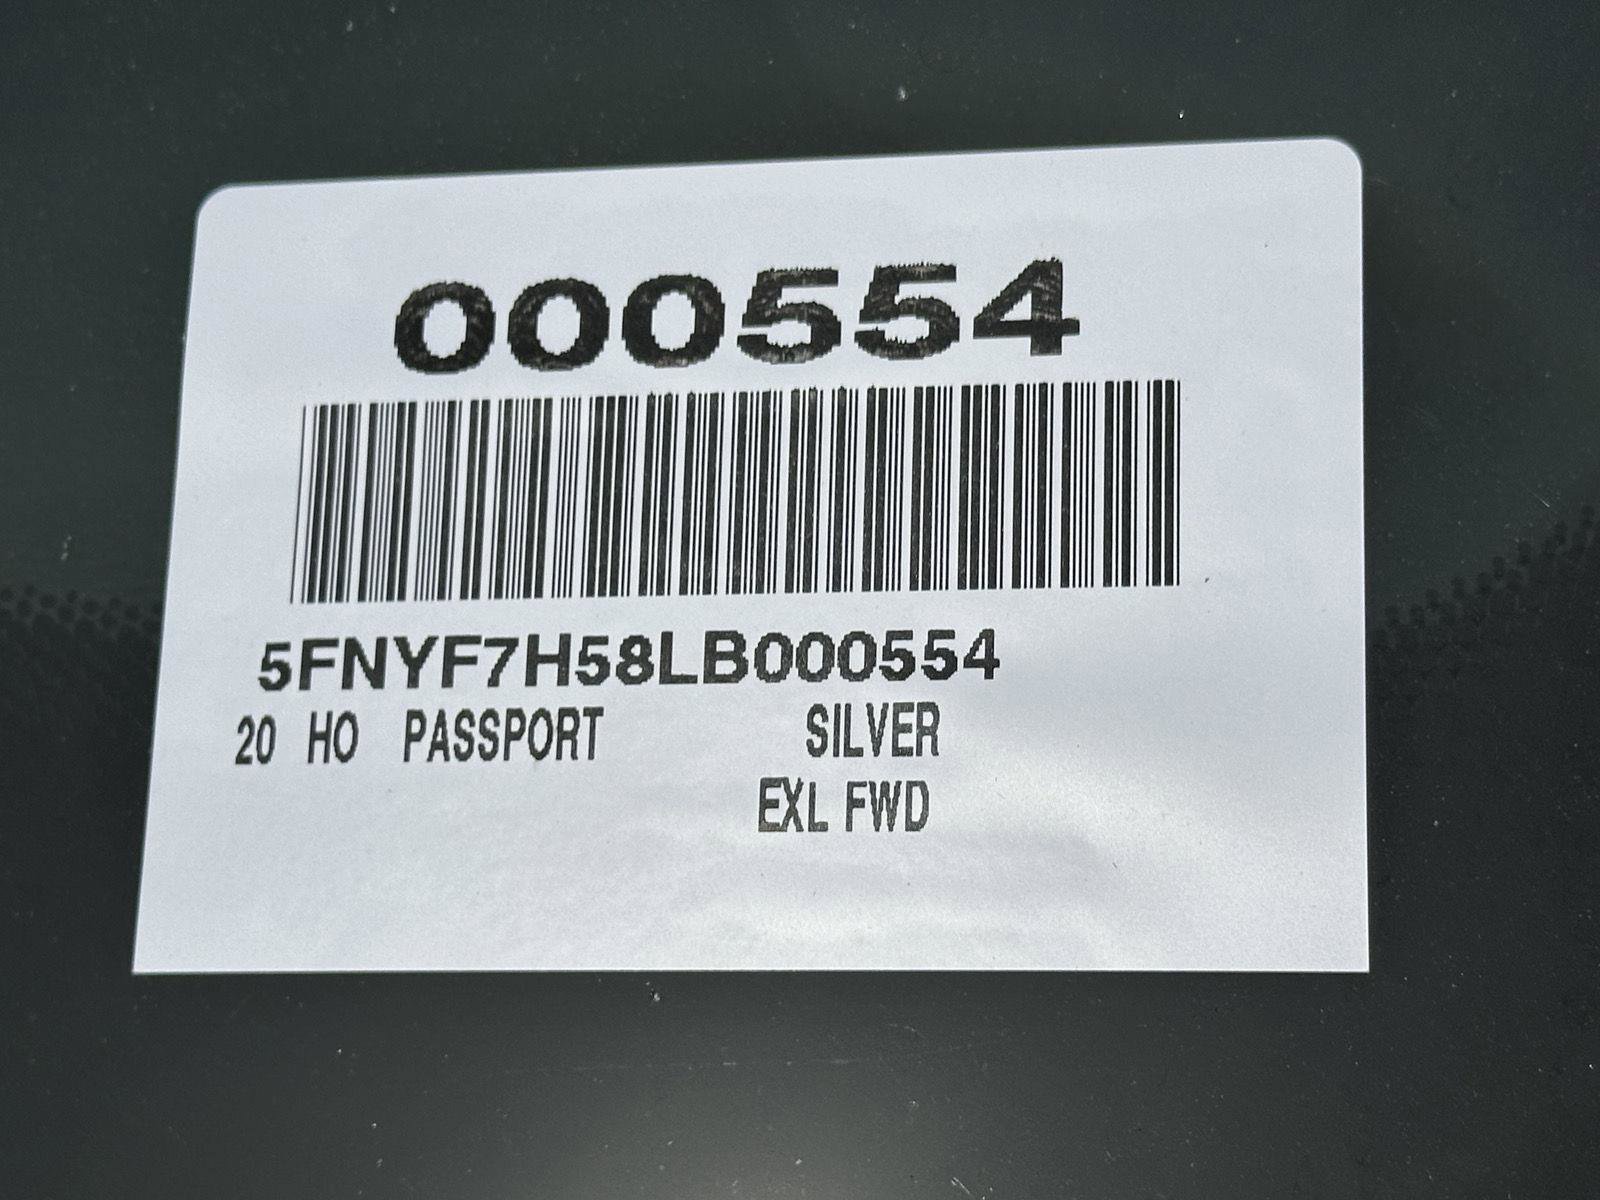 000554
5FNYF7H58LB000554
20 HO PASSPORT SILVER
EXL FWD